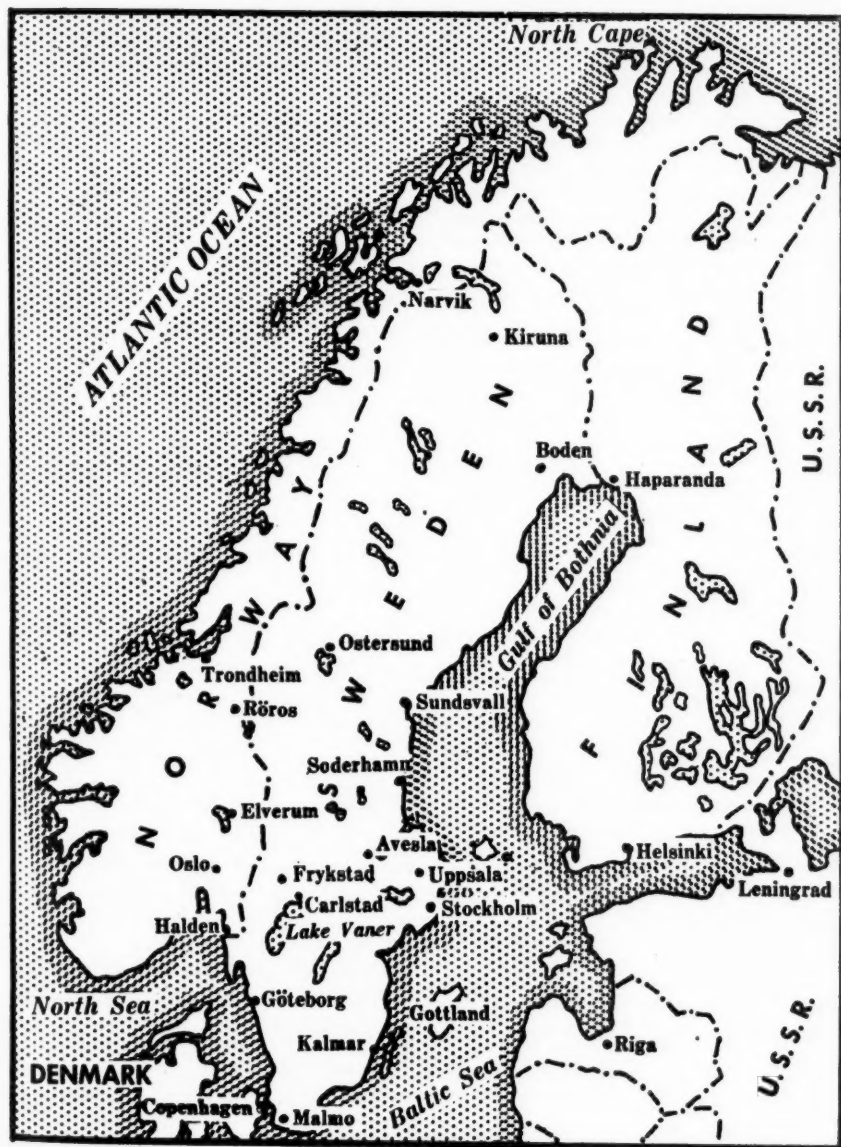 North Cape
ATLANTIC OCEAN
Narvik
Kiruna
NORWAY
SWEDEN
FINLAND
U.S.S.R.
Boden
Haparanda
Gulf of Bothnia
Ostersund
Trondheim
Röros
Sundsvall
Soderhamn
Elverum
Avesla
Helsinki
Oslo
Frykstad
Uppsala
Leningrad
Carlstad
Stockholm
Halden
Lake Vaner
North Sea
Göteborg
Gottland
U.S.S.R.
Kalmar
Riga
DENMARK
Baltic Sea
Copenhagen
Malmo